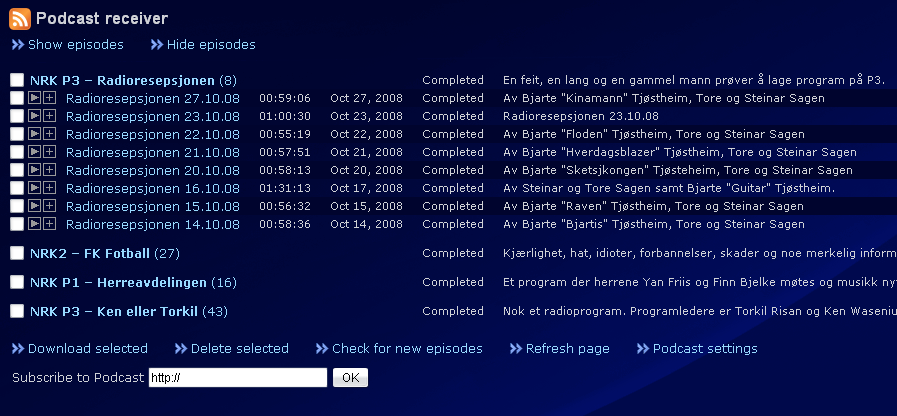 Podcast receiver
Show episodes Hide episodes
NRK P3 – Radioresepsjonen (8) Completed En feit, en lang og en gammel mann prøver å lage program på P3.
Radioresepsjonen 27.10.08 00:59:06 Oct 27, 2008 Completed Av Bjarte "Kinamann" Tjøstheim, Tore og Steinar Sagen
Radioresepsjonen 23.10.08 01:00:30 Oct 23, 2008 Completed Radioresepsjonen 23.10.08
Radioresepsjonen 22.10.08 00:55:19 Oct 22, 2008 Completed Av Bjarte "Floden" Tjøstheim, Tore og Steinar Sagen
Radioresepsjonen 21.10.08 00:57:51 Oct 21, 2008 Completed Av Bjarte "Hverdagsblazer" Tjøstheim, Tore og Steinar Sagen
Radioresepsjonen 20.10.08 00:58:13 Oct 20, 2008 Completed Av Bjarte "Sketsjkongen" Tjøsteheim, Tore og Steinar Sagen
Radioresepsjonen 16.10.08 01:31:13 Oct 17, 2008 Completed Av Steinar og Tore Sagen samt Bjarte "Guitar" Tjøstheim.
Radioresepsjonen 15.10.08 00:56:32 Oct 15, 2008 Completed Av Bjarte "Raven" Tjøstheim, Tore og Steinar Sagen
Radioresepsjonen 14.10.08 00:58:36 Oct 14, 2008 Completed Av Bjarte "Bjartis" Tjøstheim, Tore og Steinar Sagen
NRK2 – FK Fotball (27) Completed Kjærlighet, hat, idioter, forbannelser, skader og noe merkelig inform
NRK P1 – Herreavdelingen (16) Completed Et program der herrene Yan Friis og Finn Bjelke møtes og musikk nyt
NRK P3 – Ken eller Torkil (43) Completed Nok et radioprogram. Programledere er Torkil Risan og Ken Waseniu
Download selected Delete selected Check for new episodes Refresh page Podcast settings
Subscribe to Podcast http:// OK